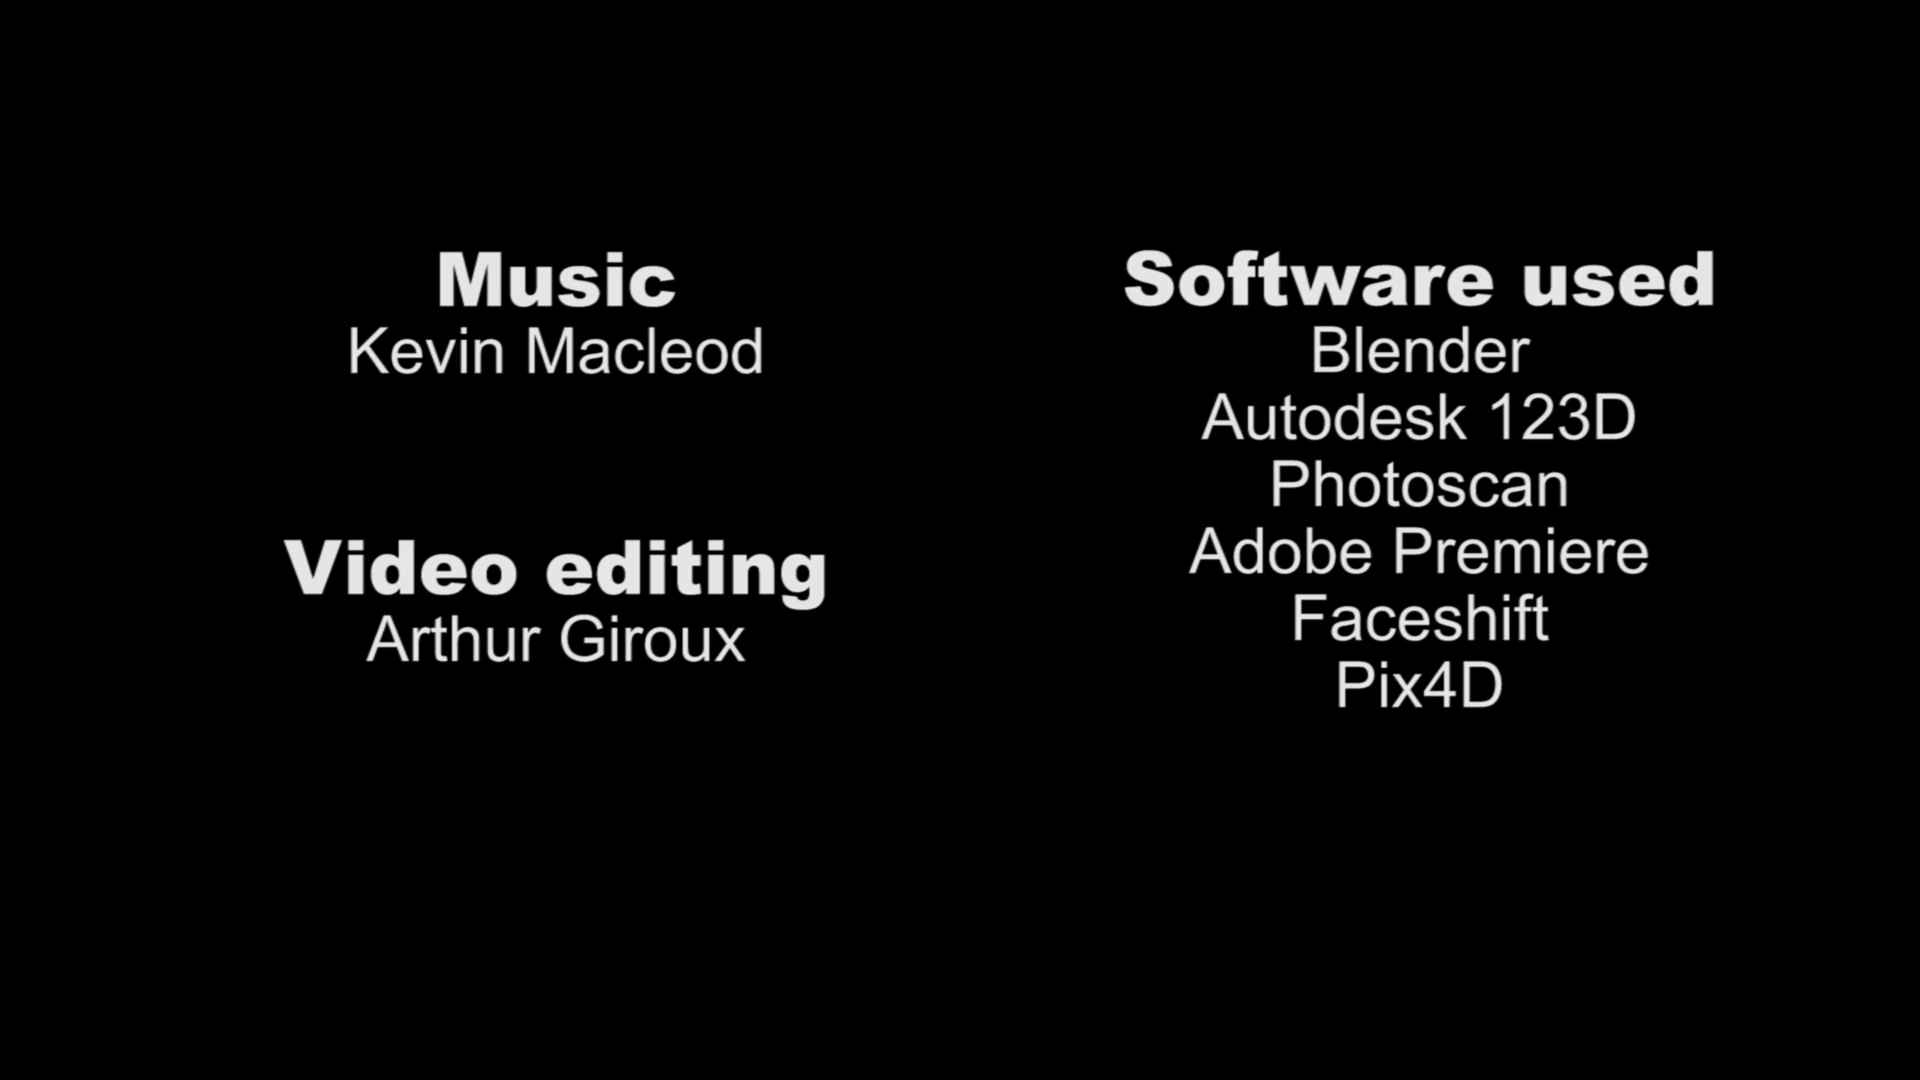 Music
Kevin Macleod
Video editing
Arthur Giroux
Software used
Blender
Autodesk 123D
Photoscan
Adobe Premiere
Faceshift
Pix4D